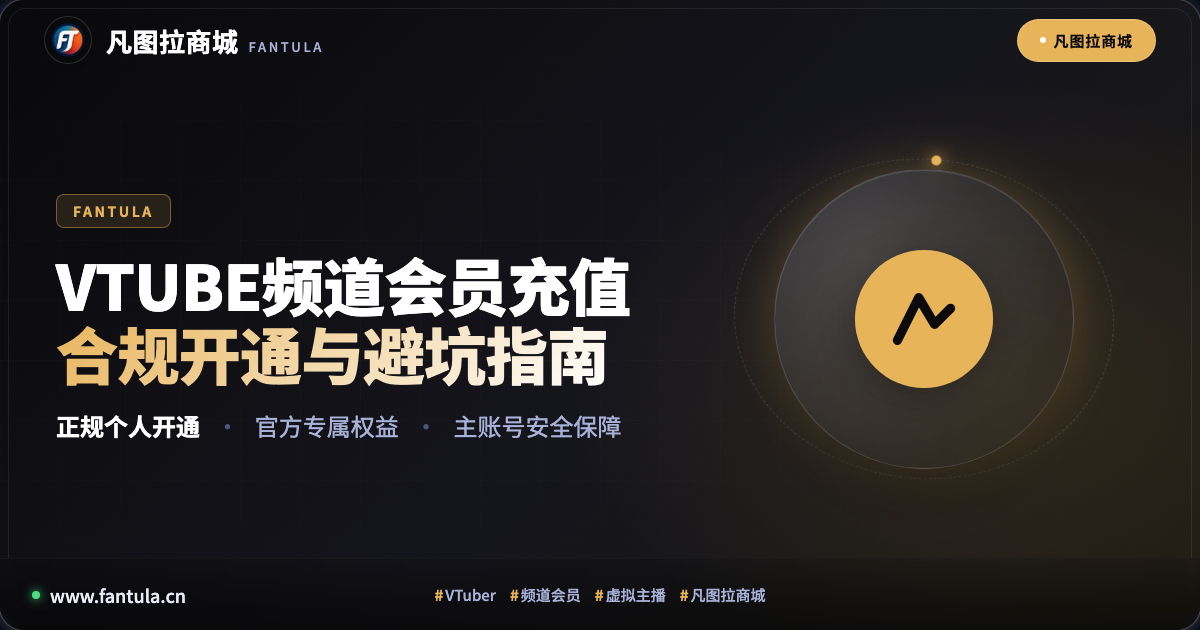 FT 凡图拉商城 FANTULA
凡图拉商城
FANTULA
VTUBE频道会员充值
合规开通与避坑指南
正规个人开通 • 官方专属权益 • 主账号安全保障
www.fantula.cn
#VTuber #频道会员 #虚拟主播 #凡图拉商城